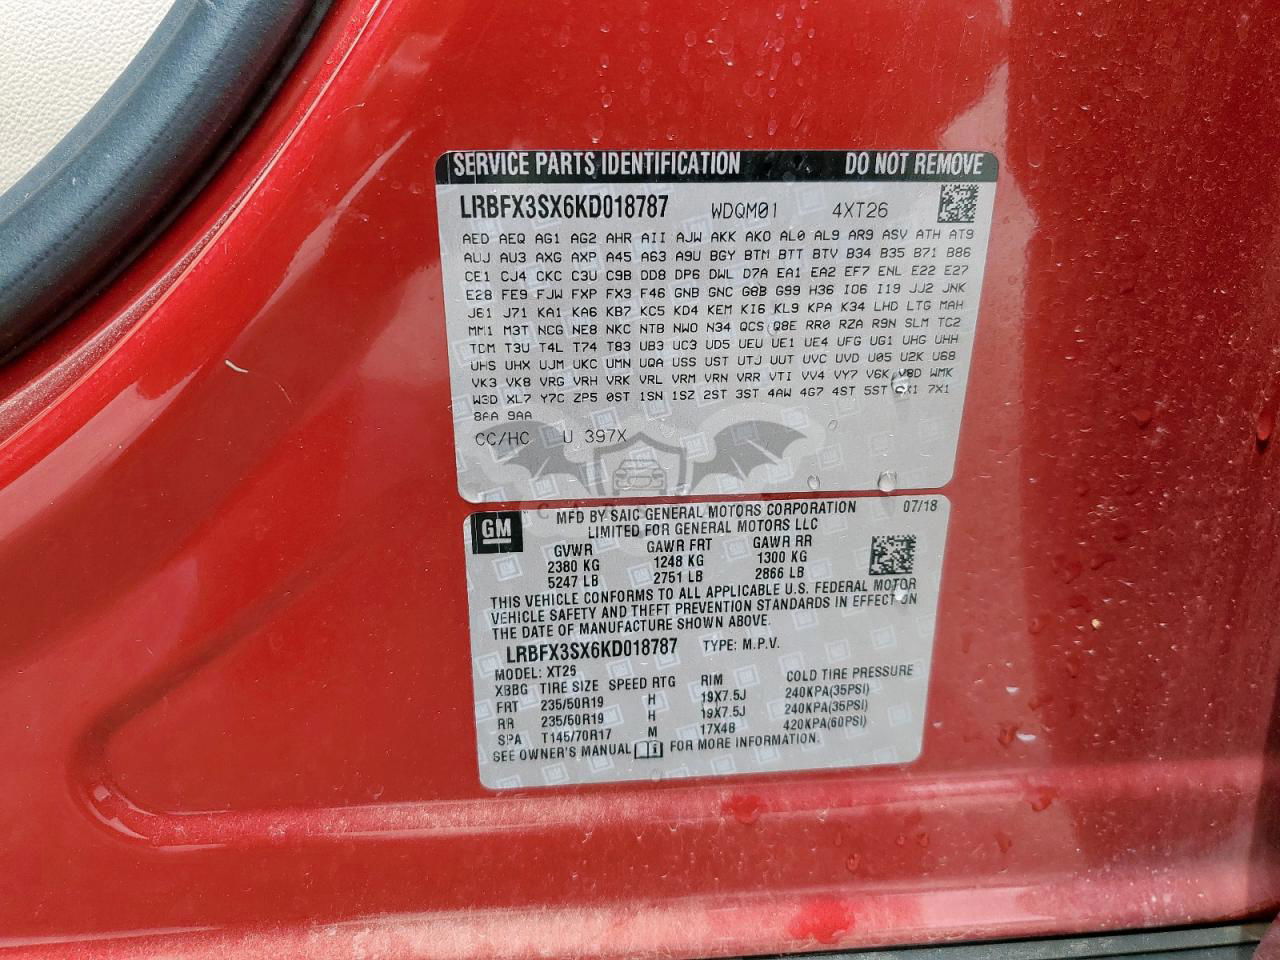 SERVICE PARTS IDENTIFICATION DO NOT REMOVE
LRBFX3SX6KD018787 WDQM01 4XT26
AED AEQ AG1 AG2 AHR AII AJW AKK AKO AL0 AL9 AR9 ASV ATH AT9
AUJ AU3 AXG AXP A45 A63 A9U BGY BTM BTT BTV B34 B35 B71 B86
CE1 CJ4 CKC C3U C9B DD8 DP6 DWL D7A EA1 EA2 EF7 ENL E22 E27
E28 FE9 FJW FXP FX3 F46 GNB GNC G8B G99 H36 IO6 I19 JJ2 JNK
J61 J71 KA1 KA6 KB7 KC5 KD4 KEM KI6 KL9 KPA K34 LHD LTG MAH
MM1 M3T NCG NE8 NKC NTB NWO N34 QCS Q8E RR0 RZA R9N SLM TC2
TDM T3U T4L T74 T83 UB3 UC3 UD5 UEU UE1 UE4 UFG UG1 UHG UHH
UHS UHX UJM UKC UMN UQA USS UST UTJ UUT UVC UVD U05 U2K U68
VK3 VK8 VRG VRH VRK VRL VRM VRN VRR VTI VV4 VY7 V6K V8D WMK
W3D XL7 Y7C ZP5 0ST 1SN 1SZ 2ST 3ST 4AW 4G7 4ST 5ST 6X1 7X1
8AA 9AA
CC/HC U 397X
GM MFD BY SAIC GENERAL MOTORS CORPORATION 07/18
LIMITED FOR GENERAL MOTORS LLC
GVWR GAWR FRT GAWR RR
2380 KG 1248 KG 1300 KG
5247 LB 2751 LB 2866 LB
THIS VEHICLE CONFORMS TO ALL APPLICABLE U.S. FEDERAL MOTOR
VEHICLE SAFETY AND THEFT PREVENTION STANDARDS IN EFFECT ON
THE DATE OF MANUFACTURE SHOWN ABOVE.
LRBFX3SX6KD018787 TYPE: M.P.V.
MODEL: XT26
XBBG TIRE SIZE SPEED RTG RIM COLD TIRE PRESSURE
FRT 235/50R19 H 19X7.5J 240KPA(35PSI)
RR 235/50R19 H 19X7.5J 240KPA(35PSI)
SPA T145/70R17 M 17X4B 420KPA(60PSI)
SEE OWNER'S MANUAL FOR MORE INFORMATION.